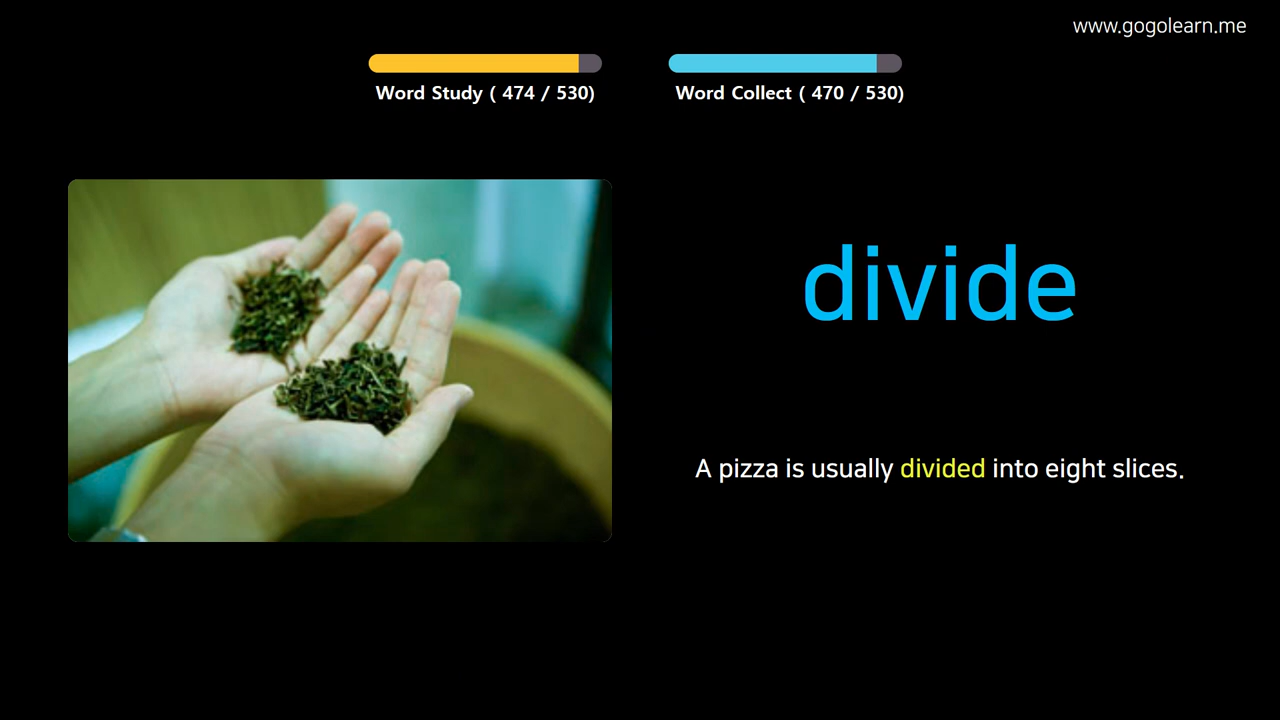 www.gogolearn.me
Word Study ( 474 / 530)
Word Collect ( 470 / 530)
divide
A pizza is usually divided into eight slices.